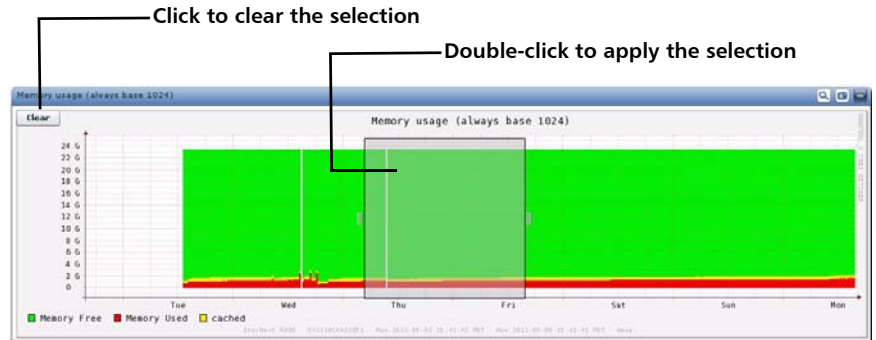 Click to clear the selection
Double-click to apply the selection
Memory usage (always base 1024)
Clear
Memory usage (always base 1024)
24 G
22 G
20 G
18 G
16 G
14 G
12 G
10 G
8 G
6 G
4 G
2 G
0
Tue Wed Thu Fri Sat Sun Mon
Memory Free Memory Used cached